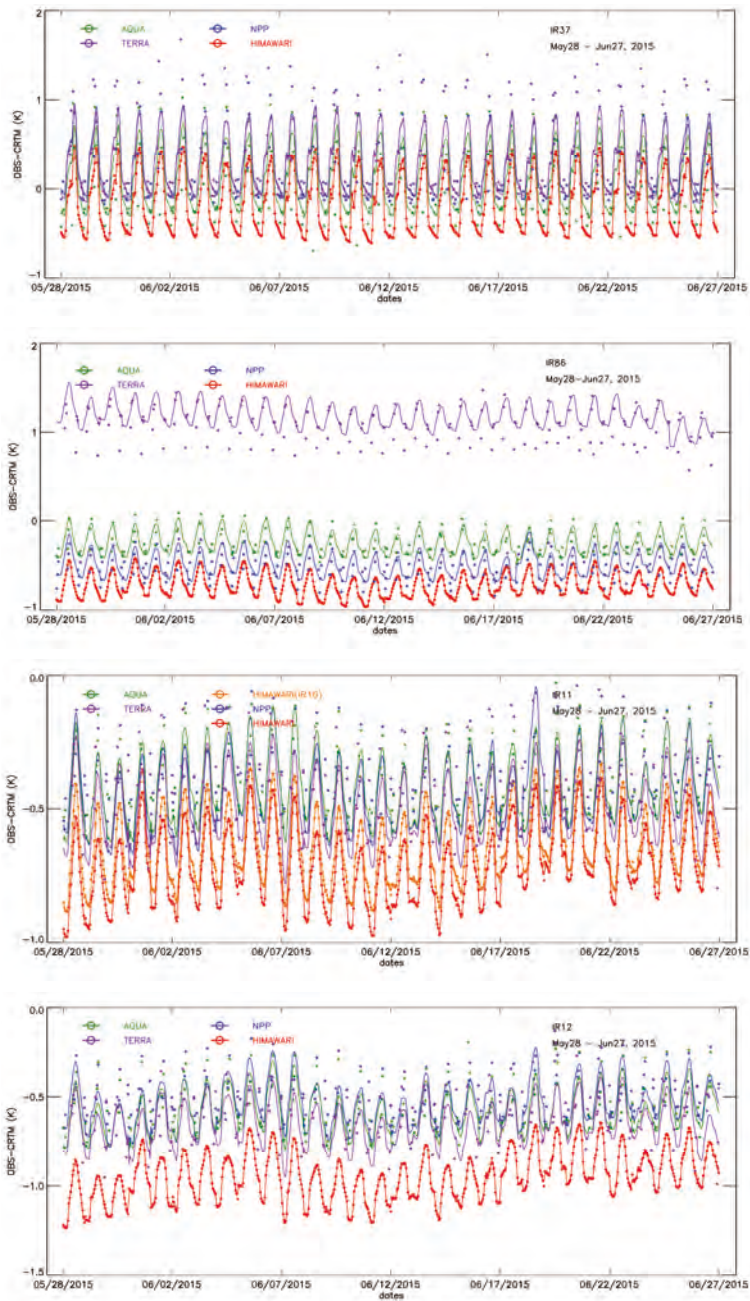 2
AQUA NPP IR37
TERRA HIMAWARI May28 - Jun27, 2015
1
OBS-CRTM (K)
0
-1
05/28/2015 06/02/2015 06/07/2015 06/12/2015 06/17/2015 06/22/2015 06/27/2015
dates
2
AQUA NPP IR86
TERRA HIMAWARI May28-Jun27, 2015
1
OBS-CRTM (K)
0
-1
05/28/2015 06/02/2015 06/07/2015 06/12/2015 06/17/2015 06/22/2015 06/27/2015
dates
0.0
AQUA HIMAWARI(IR10) IR11
TERRA NPP May28 - Jun27, 2015
HIMAWARI
OBS-CRTM (K)
-0.5
-1.0
05/28/2015 06/02/2015 06/07/2015 06/12/2015 06/17/2015 06/22/2015 06/27/2015
dates
0.0
AQUA NPP IR12
TERRA HIMAWARI May28 - Jun27, 2015
-0.5
OBS-CRTM (K)
-1.0
-1.5
05/28/2015 06/02/2015 06/07/2015 06/12/2015 06/17/2015 06/22/2015 06/27/2015
dates